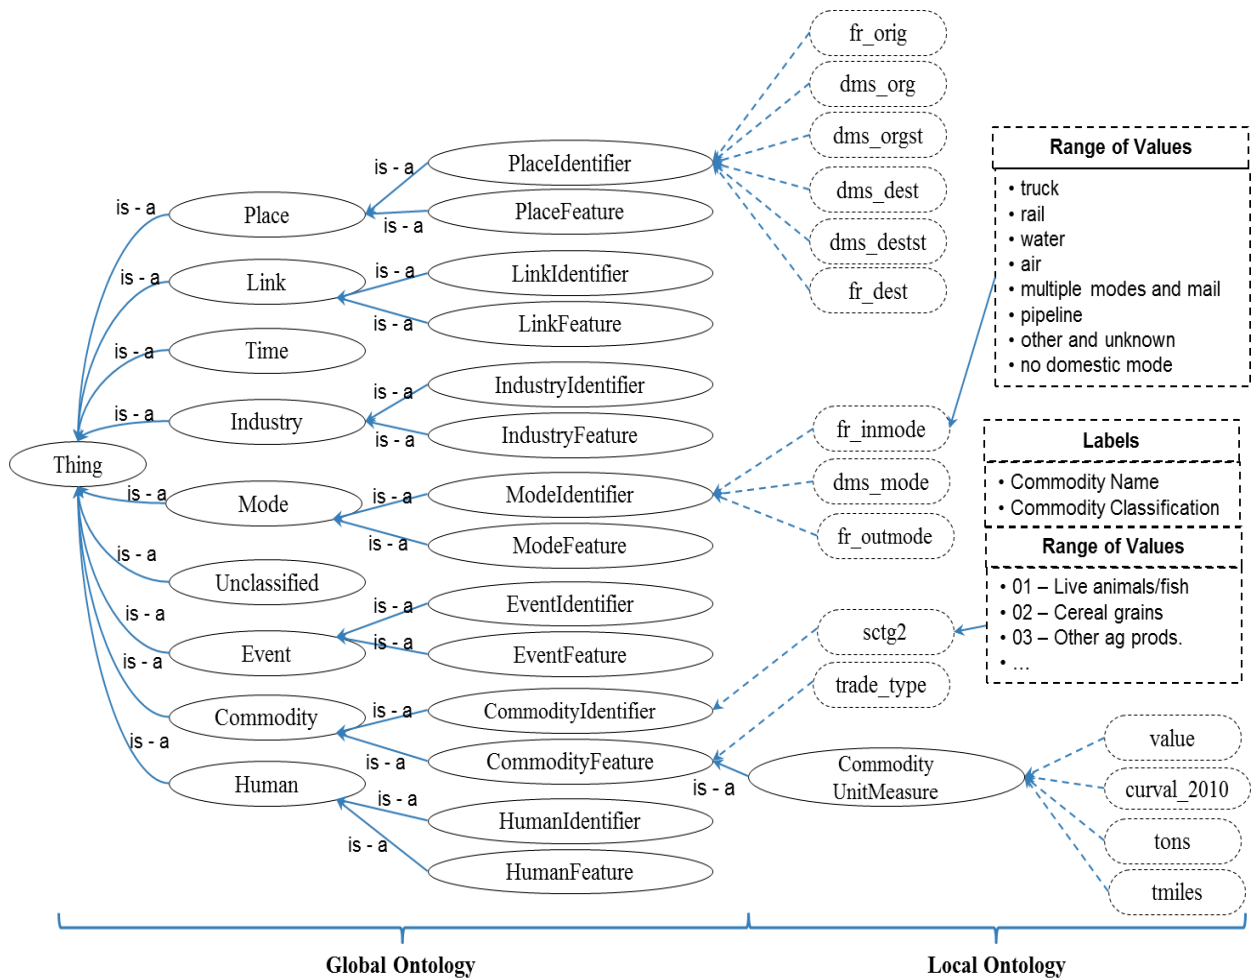 fr_orig
dms_org
dms_orgst
dms_dest
dms_destst
fr_dest
Range of Values
• truck
• rail
• water
• air
• multiple modes and mail
• pipeline
• other and unknown
• no domestic mode
is - a
PlaceIdentifier
is - a
Place
PlaceFeature
is - a
is - a
Link
is - a
LinkIdentifier
is - a
LinkFeature
is - a
Time
is - a
Industry
is - a
IndustryIdentifier
is - a
IndustryFeature
Thing
is - a
Mode
is - a
ModeIdentifier
is - a
ModeFeature
fr_inmode
dms_mode
fr_outmode
Labels
• Commodity Name
• Commodity Classification
Range of Values
• 01 – Live animals/fish
• 02 – Cereal grains
• 03 – Other ag prods.
• …
is - a
Unclassified
is - a
Event
is - a
EventIdentifier
is - a
EventFeature
sctg2
trade_type
is - a
Commodity
is - a
CommodityIdentifier
is - a
CommodityFeature
is - a
Commodity
UnitMeasure
value
curval_2010
tons
tmiles
is - a
Human
is - a
HumanIdentifier
is - a
HumanFeature
Global Ontology
Local Ontology